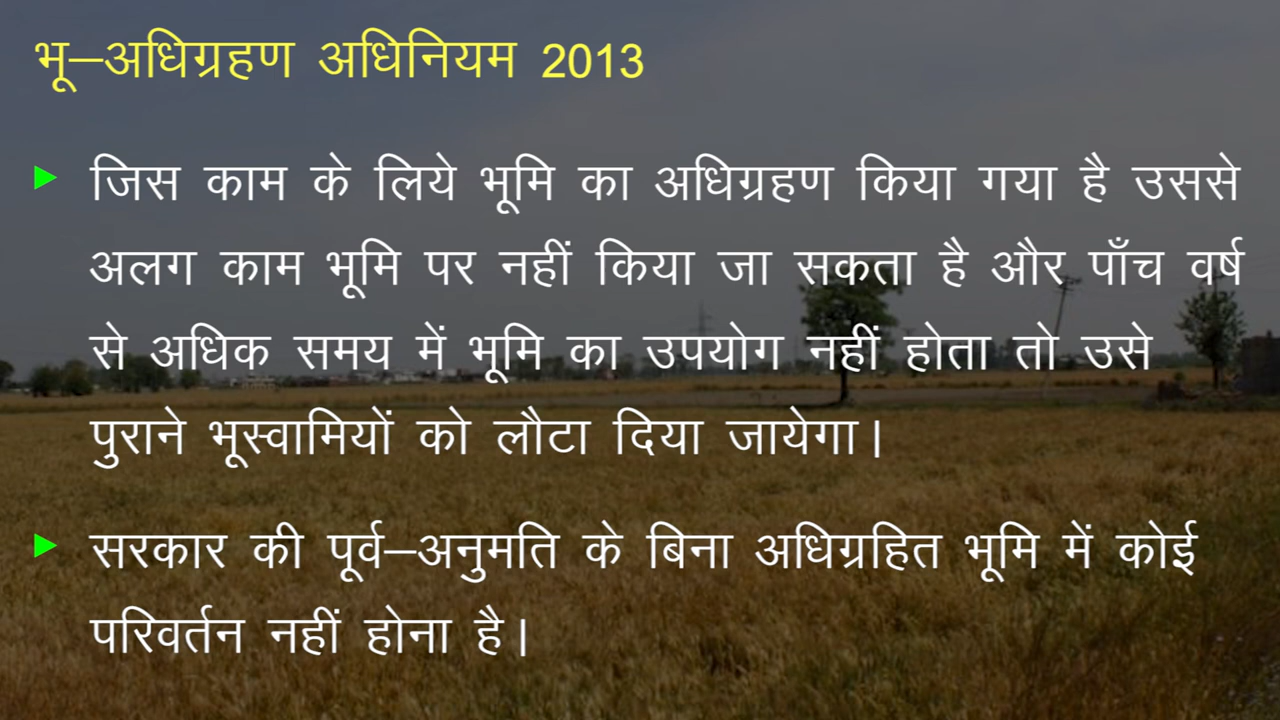 भू–अधिग्रहण अधिनियम 2013
जिस काम के लिये भूमि का अधिग्रहण किया गया है उससे
अलग काम भूमि पर नहीं किया जा सकता है और पाँच वर्ष
से अधिक समय में भूमि का उपयोग नहीं होता तो उसे
पुराने भूस्वामियों को लौटा दिया जायेगा।
सरकार की पूर्व–अनुमति के बिना अधिग्रहित भूमि में कोई
परिवर्तन नहीं होना है।